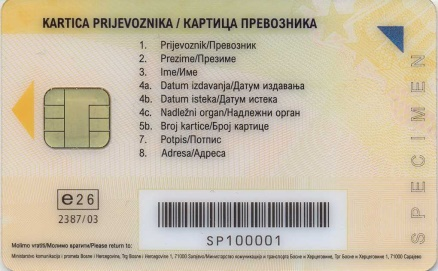 KARTICA PRIJEVOZNIKA / КАРТИЦА ПРЕВОЗНИКА
1. Prijevoznik/Превозник
2. Prezime/Презиме
3. Ime/Име
4a. Datum izdavanja/Датум издавања
4b. Datum isteka/Датум истека
4c. Nadležni organ/Надлежни орган
5b. Broj kartice/Број картице
7. Potpis/Потпис
8. Adresa/Адреса
SPECIMEN
e26
2387/03
SP100001
Molimo vratiti/Молимо вратити/Please return to:
Ministarstvo komunikacija i prometa Bosne i Hercegovine, Trg Bosne i Hercegovine 1, 71000 Sarajevo/Министарство комуникација и транспорта Босне и Херцеговине, Трг Босне и Херцеговине 1, 71000 Сарајево